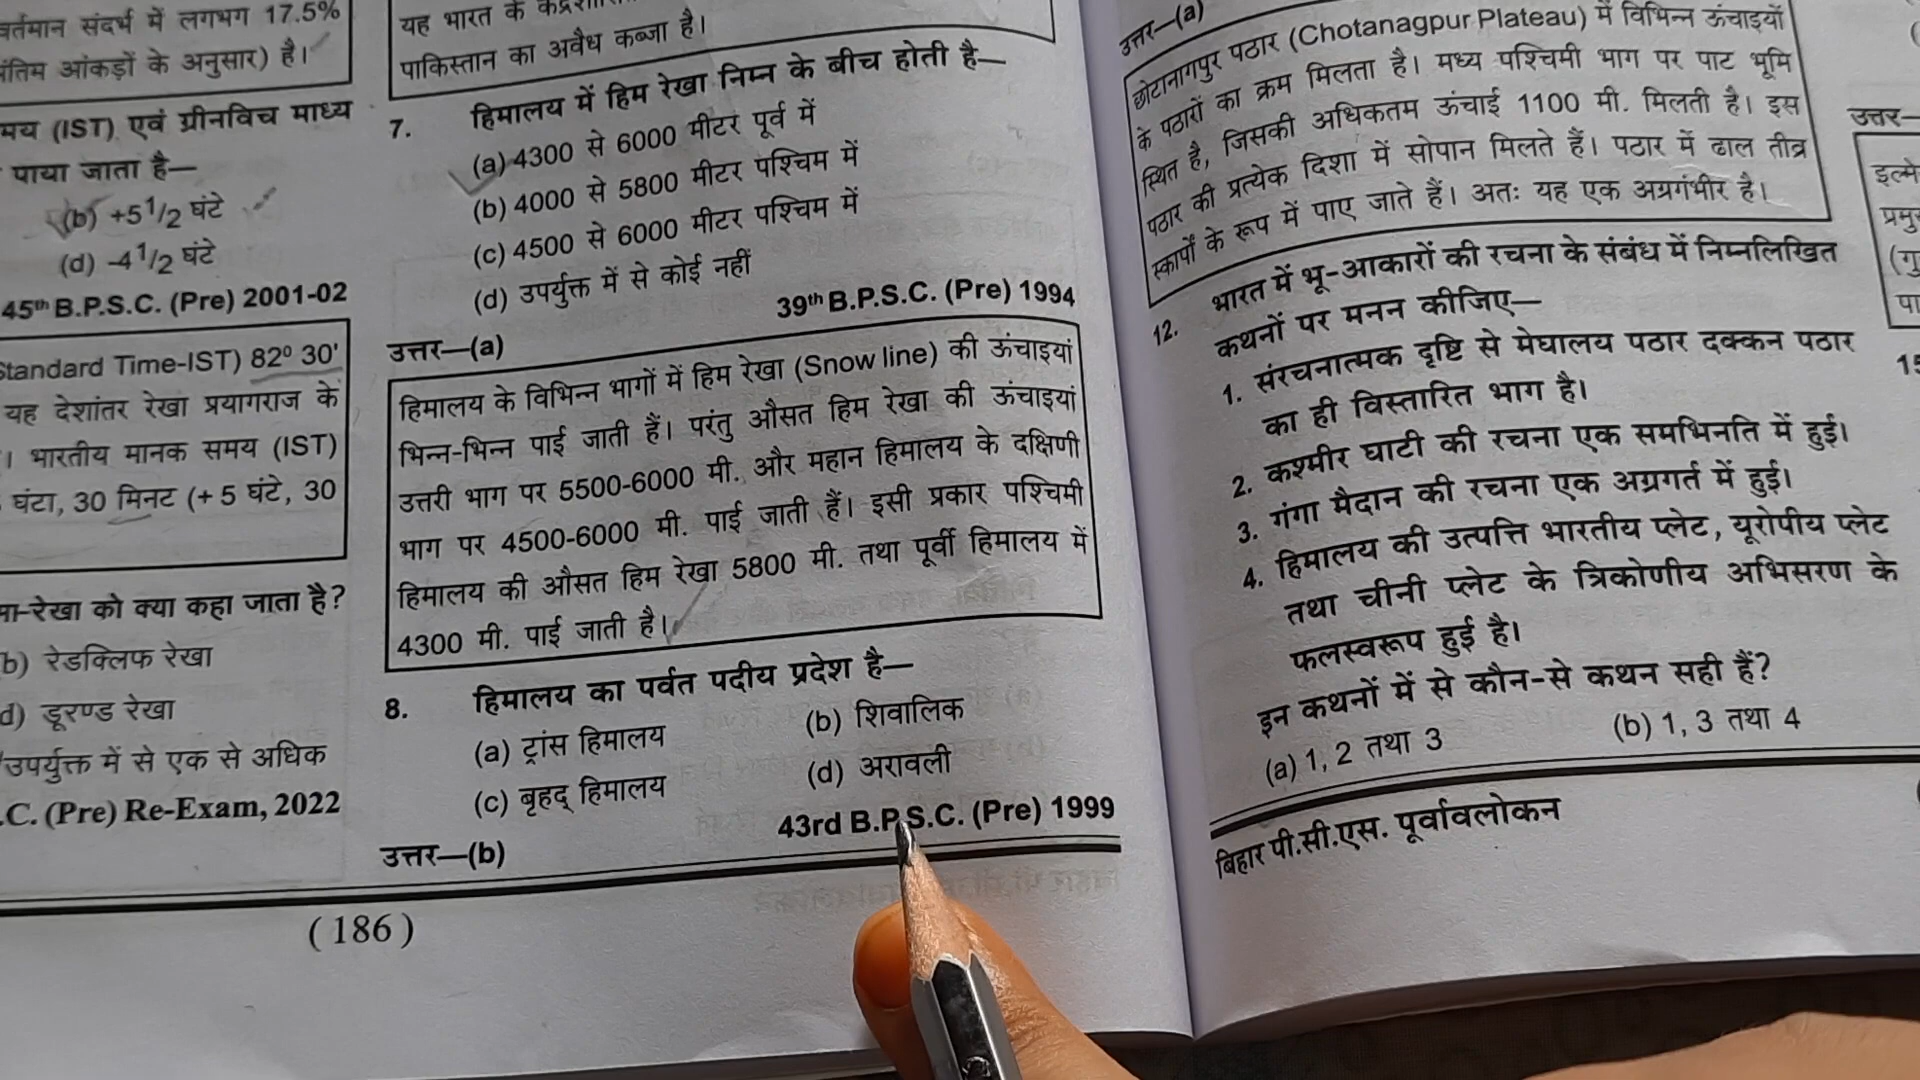 वर्तमान संदर्भ में लगभग 17.5%
अंतिम आंकड़ों के अनुसार) है।
मय (IST) एवं ग्रीनविच माध्य
पाया जाता है—
(b) +5¹/2 घंटे
(d) -4¹/2 घंटे
45th B.P.S.C. (Pre) 2001-02
Standard Time-IST) 82⁰ 30'
यह देशांतर रेखा प्रयागराज के
। भारतीय मानक समय (IST)
घंटा, 30 मिनट (+ 5 घंटे, 30
मा-रेखा को क्या कहा जाता है?
b) रेडक्लिफ रेखा
d) डूरण्ड रेखा
उपर्युक्त में से एक से अधिक
.C. (Pre) Re-Exam, 2022
यह भारत के
पाकिस्तान का अवैध कब्जा है।
7. हिमालय में हिम रेखा निम्न के बीच होती है—
(a) 4300 से 6000 मीटर पूर्व में
(b) 4000 से 5800 मीटर पश्चिम में
(c) 4500 से 6000 मीटर पश्चिम में
(d) उपर्युक्त में से कोई नहीं
39th B.P.S.C. (Pre) 1994
उत्तर—(a)
हिमालय के विभिन्न भागों में हिम रेखा (Snow line) की ऊंचाइयां
भिन्न-भिन्न पाई जाती हैं। परंतु औसत हिम रेखा की ऊंचाइयां
उत्तरी भाग पर 5500-6000 मी. और महान हिमालय के दक्षिणी
भाग पर 4500-6000 मी. पाई जाती हैं। इसी प्रकार पश्चिमी
हिमालय की औसत हिम रेखा 5800 मी. तथा पूर्वी हिमालय में
4300 मी. पाई जाती है।
8. हिमालय का पर्वत पदीय प्रदेश है—
(a) ट्रांस हिमालय (b) शिवालिक
(c) बृहद् हिमालय (d) अरावली
43rd B.P.S.C. (Pre) 1999
उत्तर—(b)
(186)
उत्तर—(a)
छोटानागपुर पठार (Chotanagpur Plateau) में विभिन्न ऊंचाइयों
के पठारों का क्रम मिलता है। मध्य पश्चिमी भाग पर पाट भूमि
स्थित है, जिसकी अधिकतम ऊंचाई 1100 मी. मिलती है। इस
पठार की प्रत्येक दिशा में सोपान मिलते हैं। पठार में ढाल तीव्र
स्कार्पों के रूप में पाए जाते हैं। अतः यह एक अग्रगंभीर है।
12. भारत में भू-आकारों की रचना के संबंध में निम्नलिखित
कथनों पर मनन कीजिए—
1. संरचनात्मक दृष्टि से मेघालय पठार दक्कन पठार
का ही विस्तारित भाग है।
2. कश्मीर घाटी की रचना एक समभिनति में हुई।
3. गंगा मैदान की रचना एक अग्रगर्त में हुई।
4. हिमालय की उत्पत्ति भारतीय प्लेट, यूरोपीय प्लेट
तथा चीनी प्लेट के त्रिकोणीय अभिसरण के
फलस्वरूप हुई है।
इन कथनों में से कौन-से कथन सही हैं?
(a) 1, 2 तथा 3 (b) 1, 3 तथा 4
बिहार पी.सी.एस. पूर्वावलोकन
उत्तर—
(गु
पा